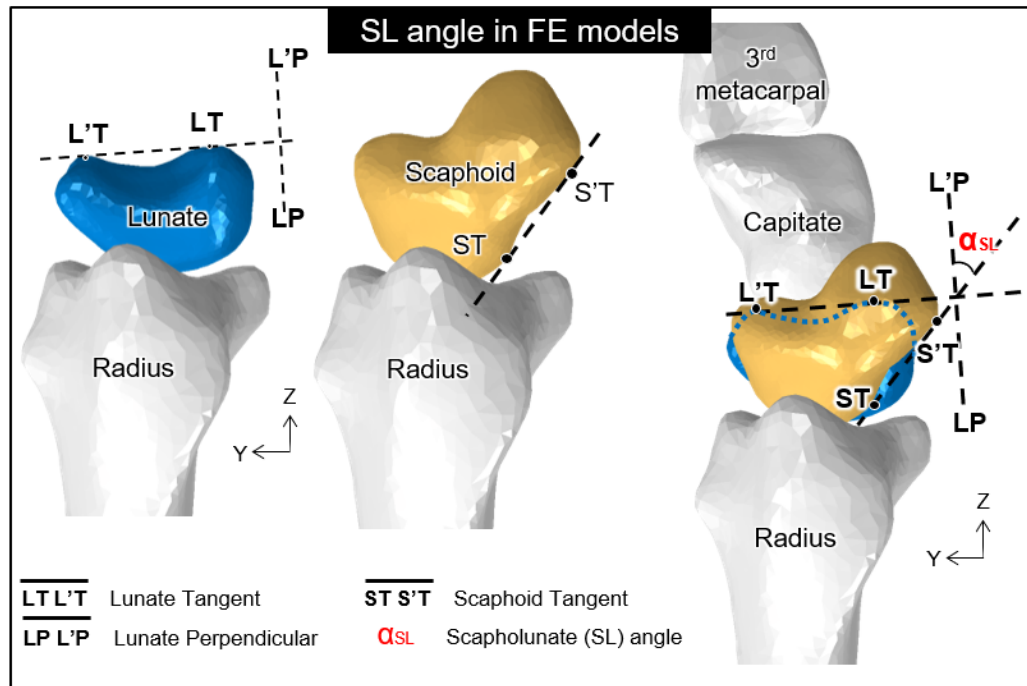 SL angle in FE models
L'P
L'T
LT
LP
Lunate
Radius
Z
Y
Scaphoid
S'T
ST
Radius
3rd
metacarpal
Capitate
L'P
αSL
L'T
LT
S'T
ST
LP
Radius
Z
Y
LT L'T Lunate Tangent
LP L'P Lunate Perpendicular
ST S'T Scaphoid Tangent
αSL Scapholunate (SL) angle